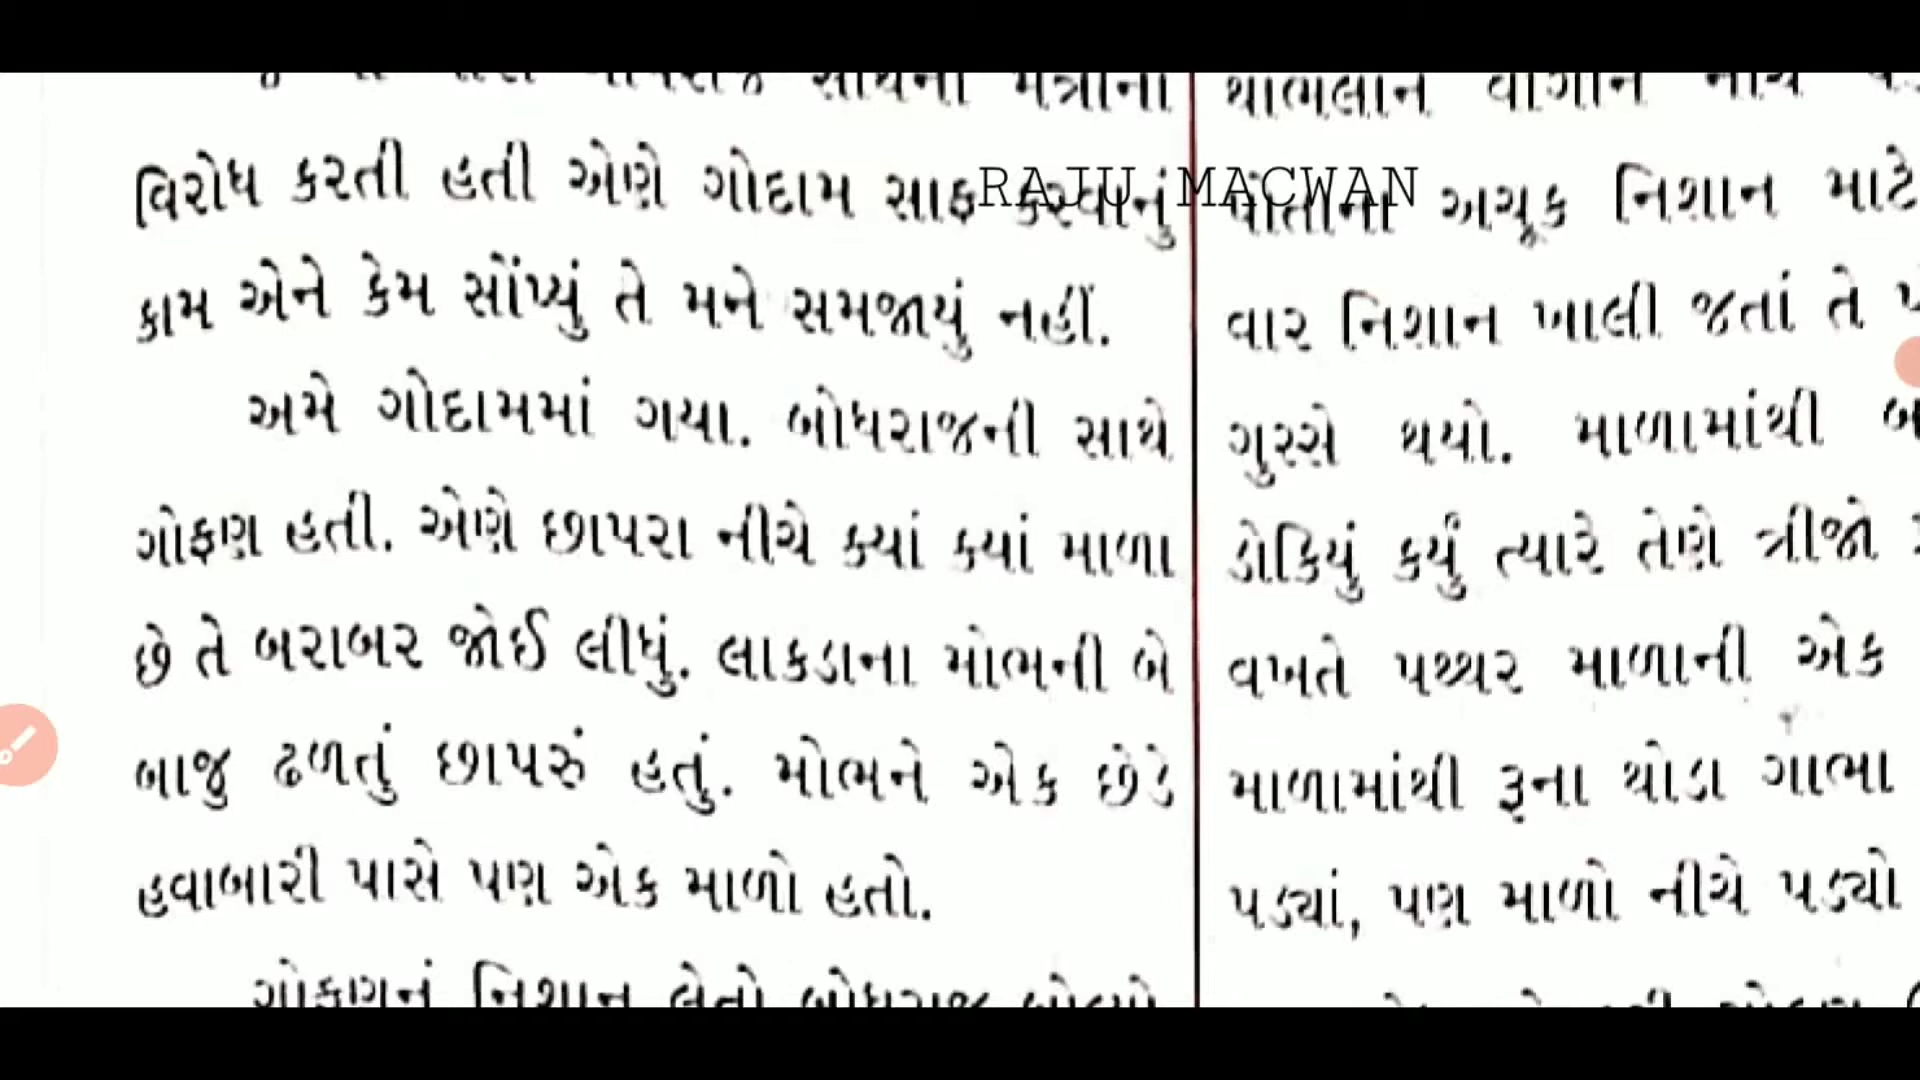 વિરોધ કરતી હતી એણે ગોદામ સાફ કરવાનું
કામ એને કેમ સોંપ્યું તે મને સમજાયું નહીં.
અમે ગોદામમાં ગયા. બોધરાજની સાથે
ગોફણ હતી. એણે છાપરા નીચે ક્યાં ક્યાં માળા
છે તે બરાબર જોઈ લીધું. લાકડાના મોભની બે
બાજુ ઢળતું છાપરું હતું. મોભને એક છેડે
હવાબારી પાસે પણ એક માળો હતો.
ગોફણનું નિશાન લેતો બોધરાજ બોલ્યો
RAJU MACWAN
પોતાના અચૂક નિશાન માટે
વાર નિશાન ખાલી જતાં તે
ગુસ્સે થયો. માળામાંથી
ડોકિયું કર્યું ત્યારે તેણે ત્રીજો
વખતે પથ્થર માળાની એક
માળામાંથી રૂના થોડા ગાભા
પડ્યાં, પણ માળો નીચે પડ્યો